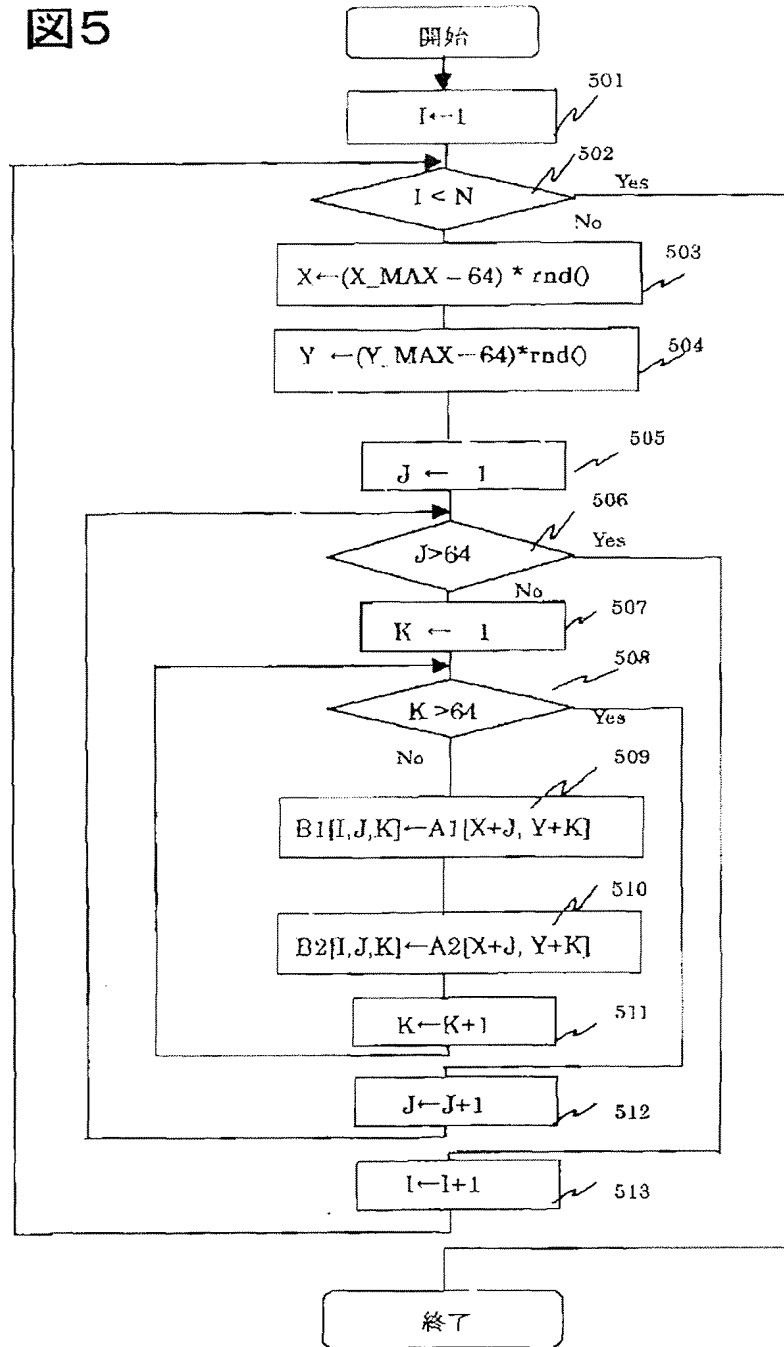 図5
開始
I←1
501
502
I < N
Yes
No
X←(X_MAX－64) * rnd()
503
Y ←(Y_MAX－64)*rnd()
504
J ← 1
505
506
J>64
Yes
No
K ← 1
507
508
K >64
Yes
No
509
B1[I,J,K]←A1[X+J, Y+K]
510
B2[I,J,K]←A2[X+J, Y+K]
K←K+1
511
J←J+1
512
I←I+1
513
終了